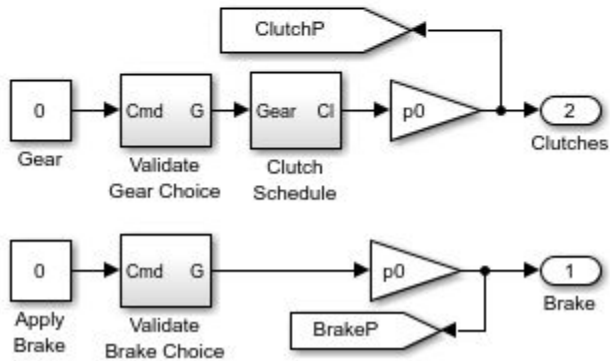 ClutchP
0
Cmd G
Gear Cl
p0
2
Gear
Validate
Gear Choice
Clutch
Schedule
Clutches
0
Cmd G
p0
1
Apply
Brake
Validate
Brake Choice
BrakeP
Brake